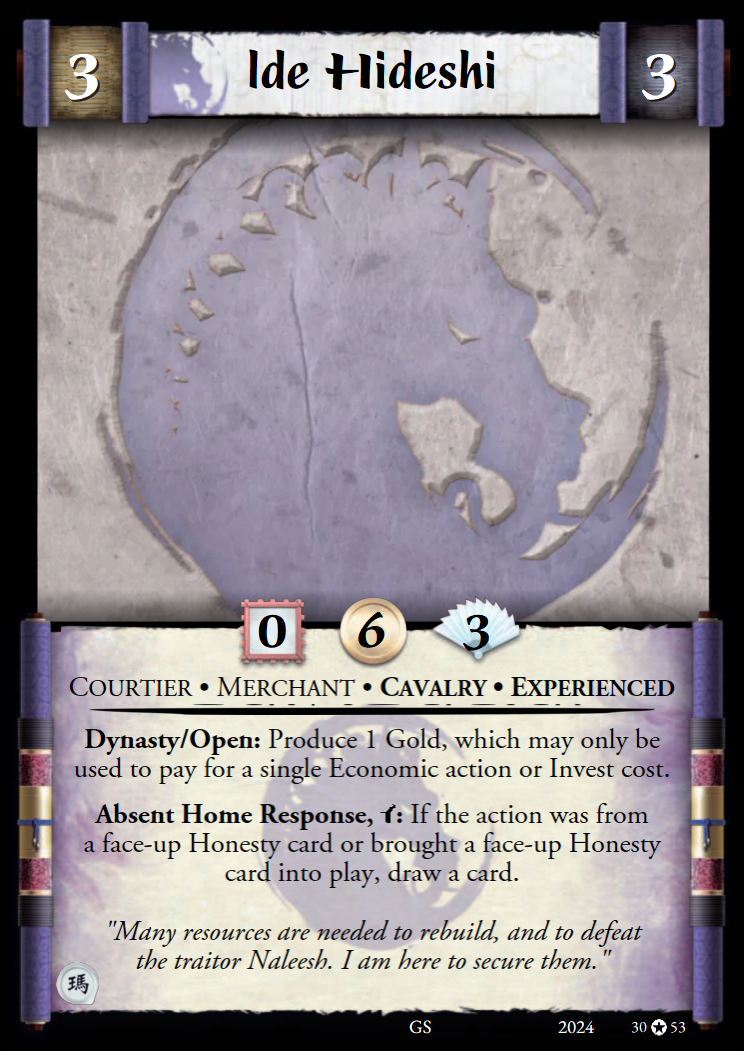 3
Ide Hideshi
3
0
6
3
Courtier • Merchant • Cavalry • Experienced
Dynasty/Open: Produce 1 Gold, which may only be
used to pay for a single Economic action or Invest cost.
Absent Home Response, : If the action was from
a face-up Honesty card or brought a face-up Honesty
card into play, draw a card.
"Many resources are needed to rebuild, and to defeat
the traitor Naleesh. I am here to secure them."
瑪
GS
2024
30 ✪ 53